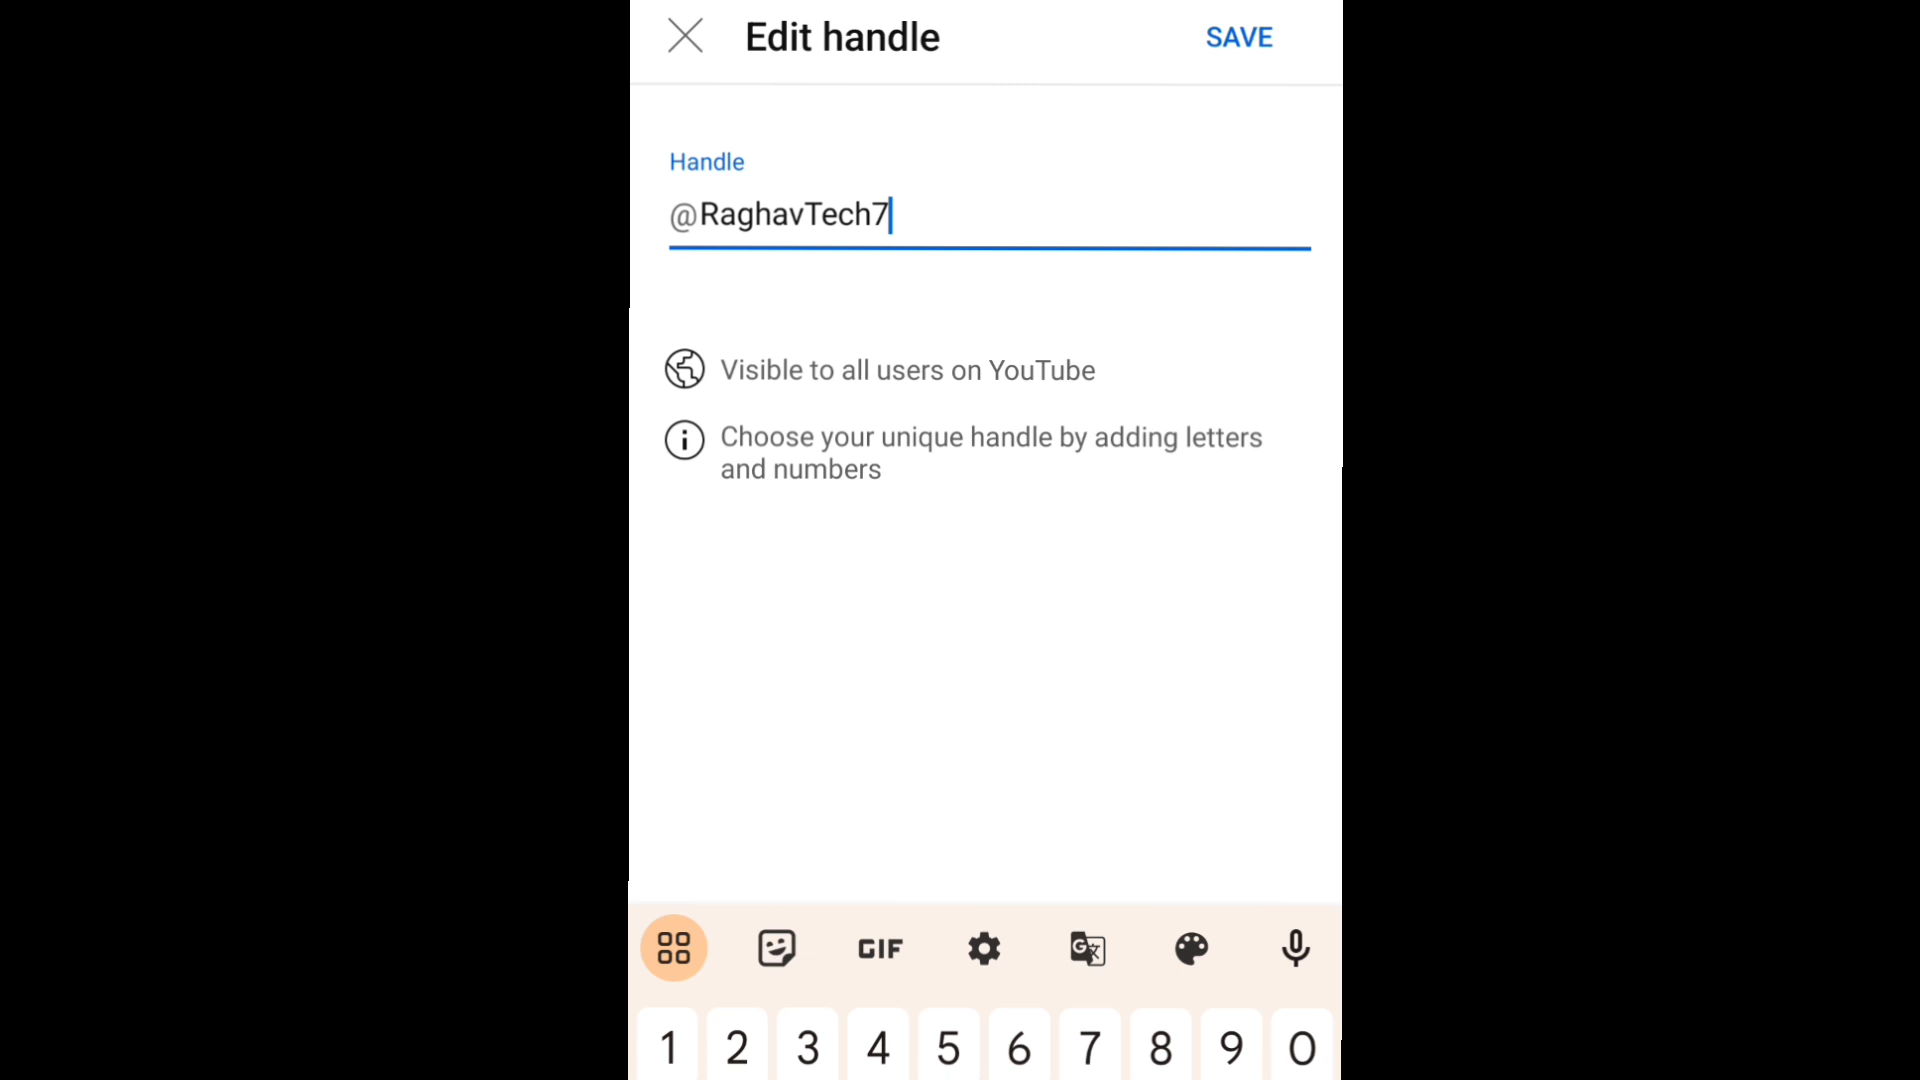 Edit handle
SAVE
Handle
@RaghavTech7
Visible to all users on YouTube
Choose your unique handle by adding letters
and numbers
GIF
1 2 3 4 5 6 7 8 9 0